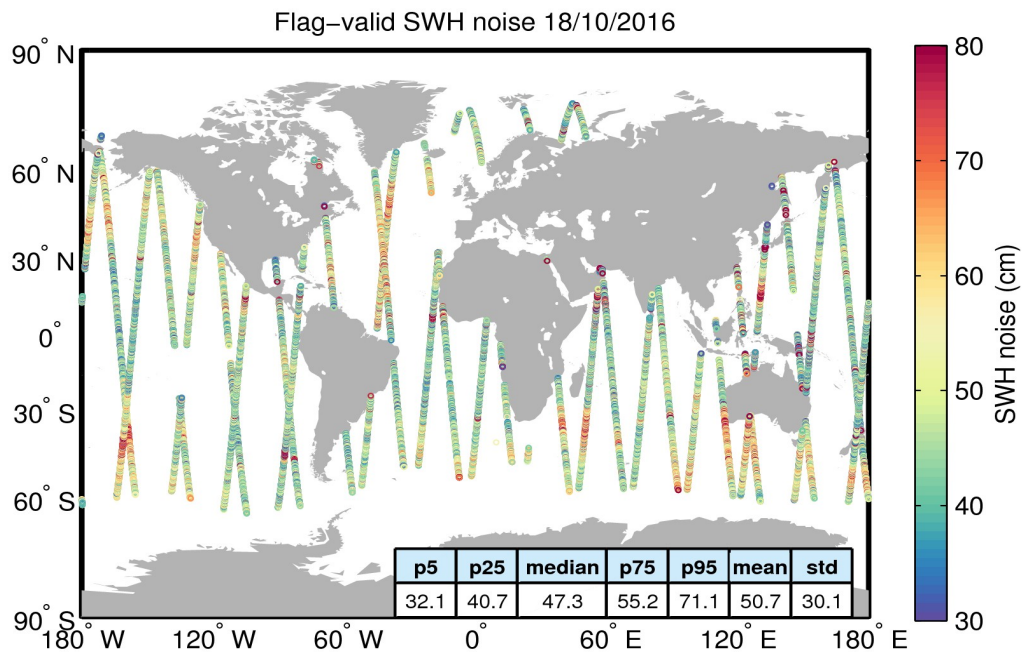 Flag−valid SWH noise 18/10/2016
90° N
60° N
30° N
0°
30° S
60° S
90° S
180° W
120° W
60° W
0°
60° E
120° E
180° E
80
70
60
50
40
30
SWH noise (cm)
p5 p25 median p75 p95 mean std
32.1 40.7 47.3 55.2 71.1 50.7 30.1